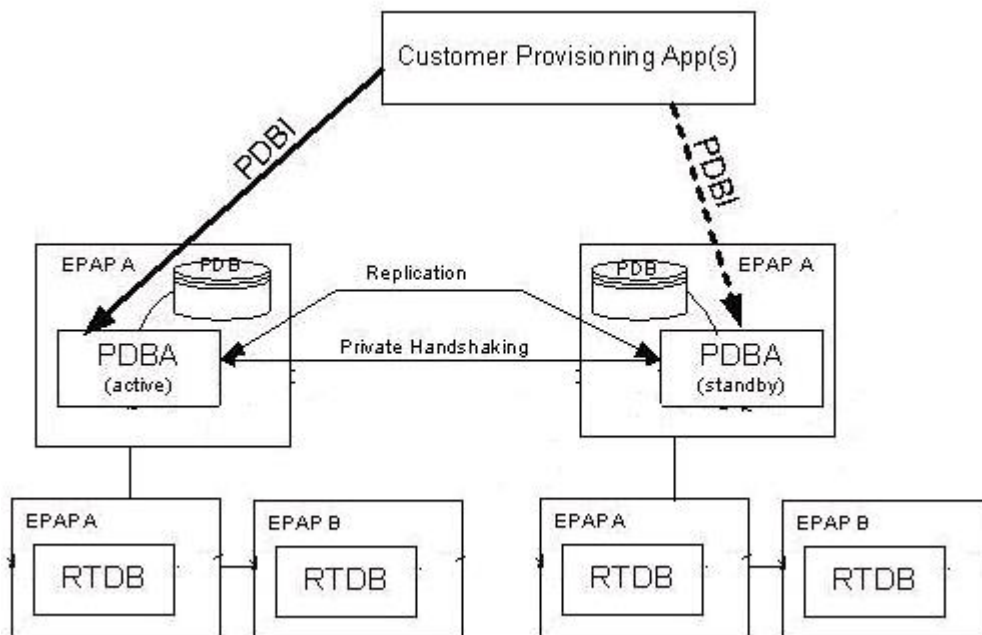 Customer Provisioning App(s)
PDBI
PDBI
EPAP A
PDB
Replication
PDB
EPAP A
PDBA
(active)
Private Handshaking
PDBA
(standby)
EPAP A
RTDB
EPAP B
RTDB
EPAP A
RTDB
EPAP B
RTDB